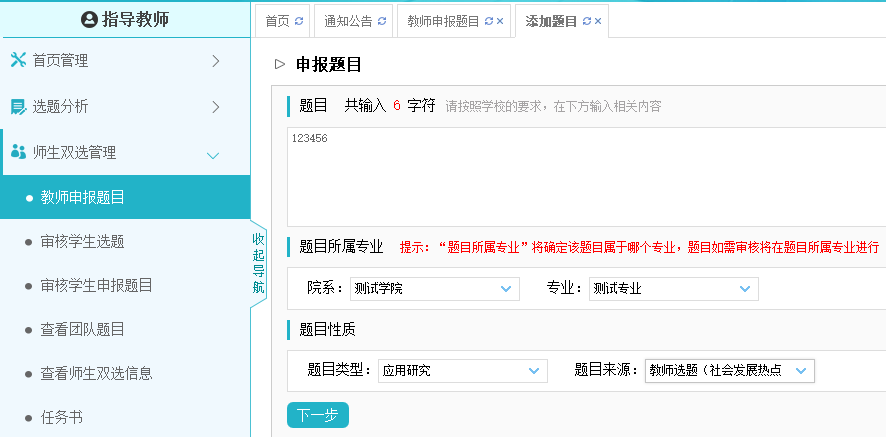 指导教师
首页 通知公告 教师申报题目 添加题目
首页管理
选题分析
师生双选管理
教师申报题目
审核学生选题
审核学生申报题目
查看团队题目
查看师生双选信息
任务书
收起导航
申报题目
题目 共输入 6 字符 请按照学校的要求，在下方输入相关内容
123456
题目所属专业 提示：“题目所属专业”将确定该题目属于哪个专业，题目如需审核将在题目所属专业进行
院系： 测试学院 专业： 测试专业
题目性质
题目类型： 应用研究 题目来源： 教师选题（社会发展热点
下一步